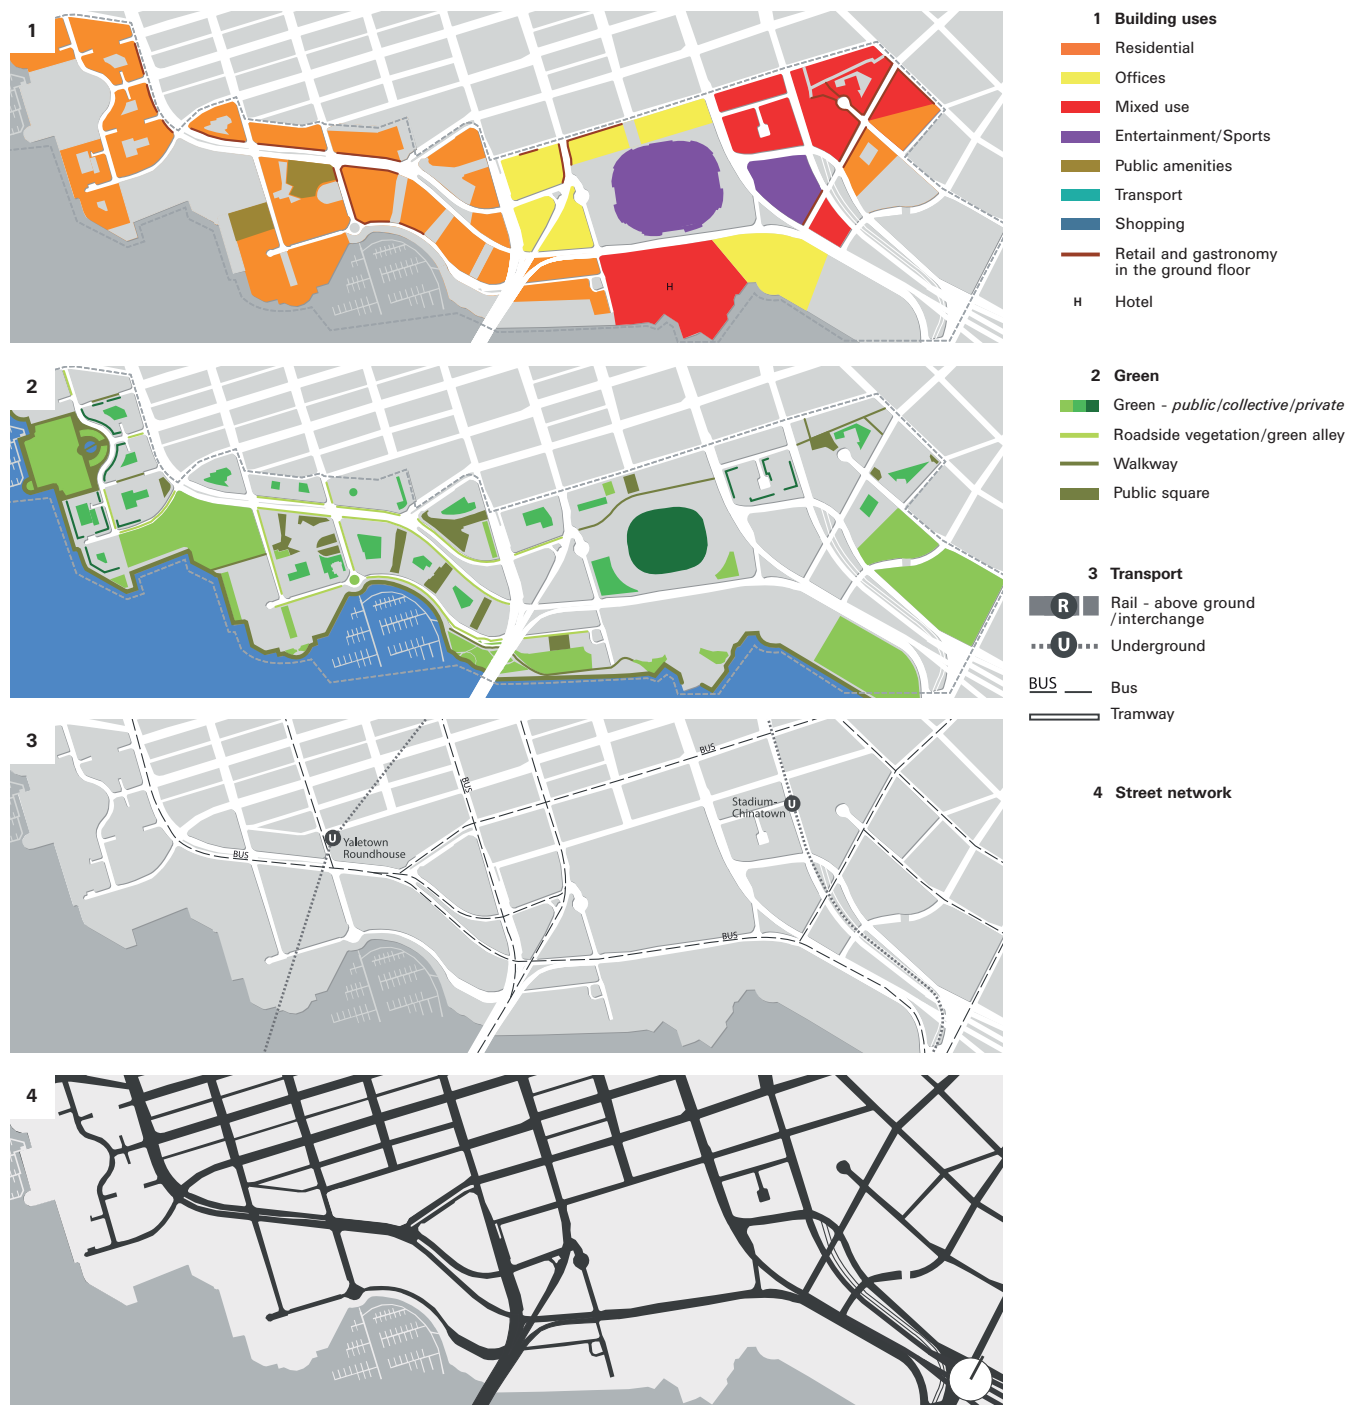 1
H
1 Building uses
Residential
Offices
Mixed use
Entertainment/Sports
Public amenities
Transport
Shopping
Retail and gastronomy
in the ground floor
H Hotel
2
2 Green
Green - public/collective/private
Roadside vegetation/green alley
Walkway
Public square
3
BUS
BUS
Stadium-
Chinatown
U
U
Yaletown
Roundhouse
BUS
BUS
3 Transport
R Rail - above ground
/interchange
U Underground
BUS Bus
Tramway
4
4 Street network